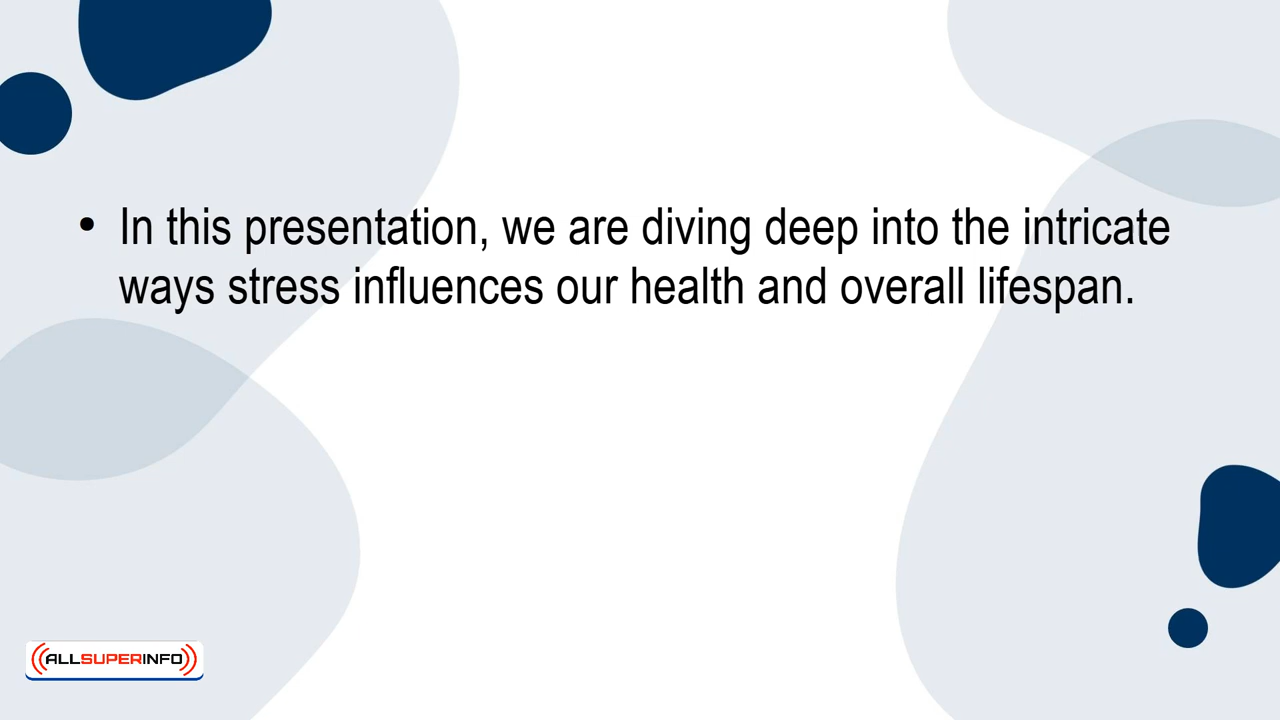 • In this presentation, we are diving deep into the intricate
ways stress influences our health and overall lifespan.
ALLSUPERINFO